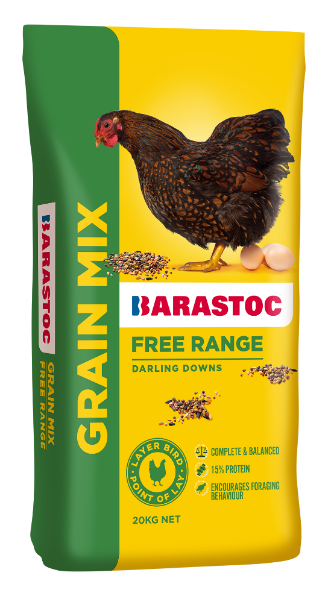 GRAIN MIX
BARASTOC
GRAIN MIX
FREE RANGE
BARASTOC
FREE RANGE
DARLING DOWNS
LAYER BIRD
POINT OF LAY
COMPLETE & BALANCED
15% PROTEIN
ENCOURAGES FORAGING
BEHAVIOUR
20KG NET